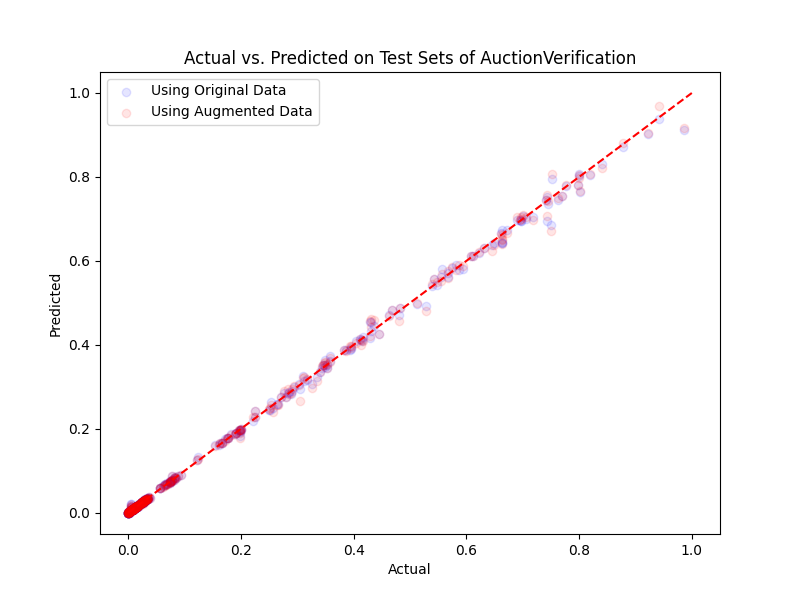 Actual vs. Predicted on Test Sets of AuctionVerification
Using Original Data
Using Augmented Data
1.0
0.8
0.6
0.4
0.2
0.0
Predicted
0.0 0.2 0.4 0.6 0.8 1.0
Actual